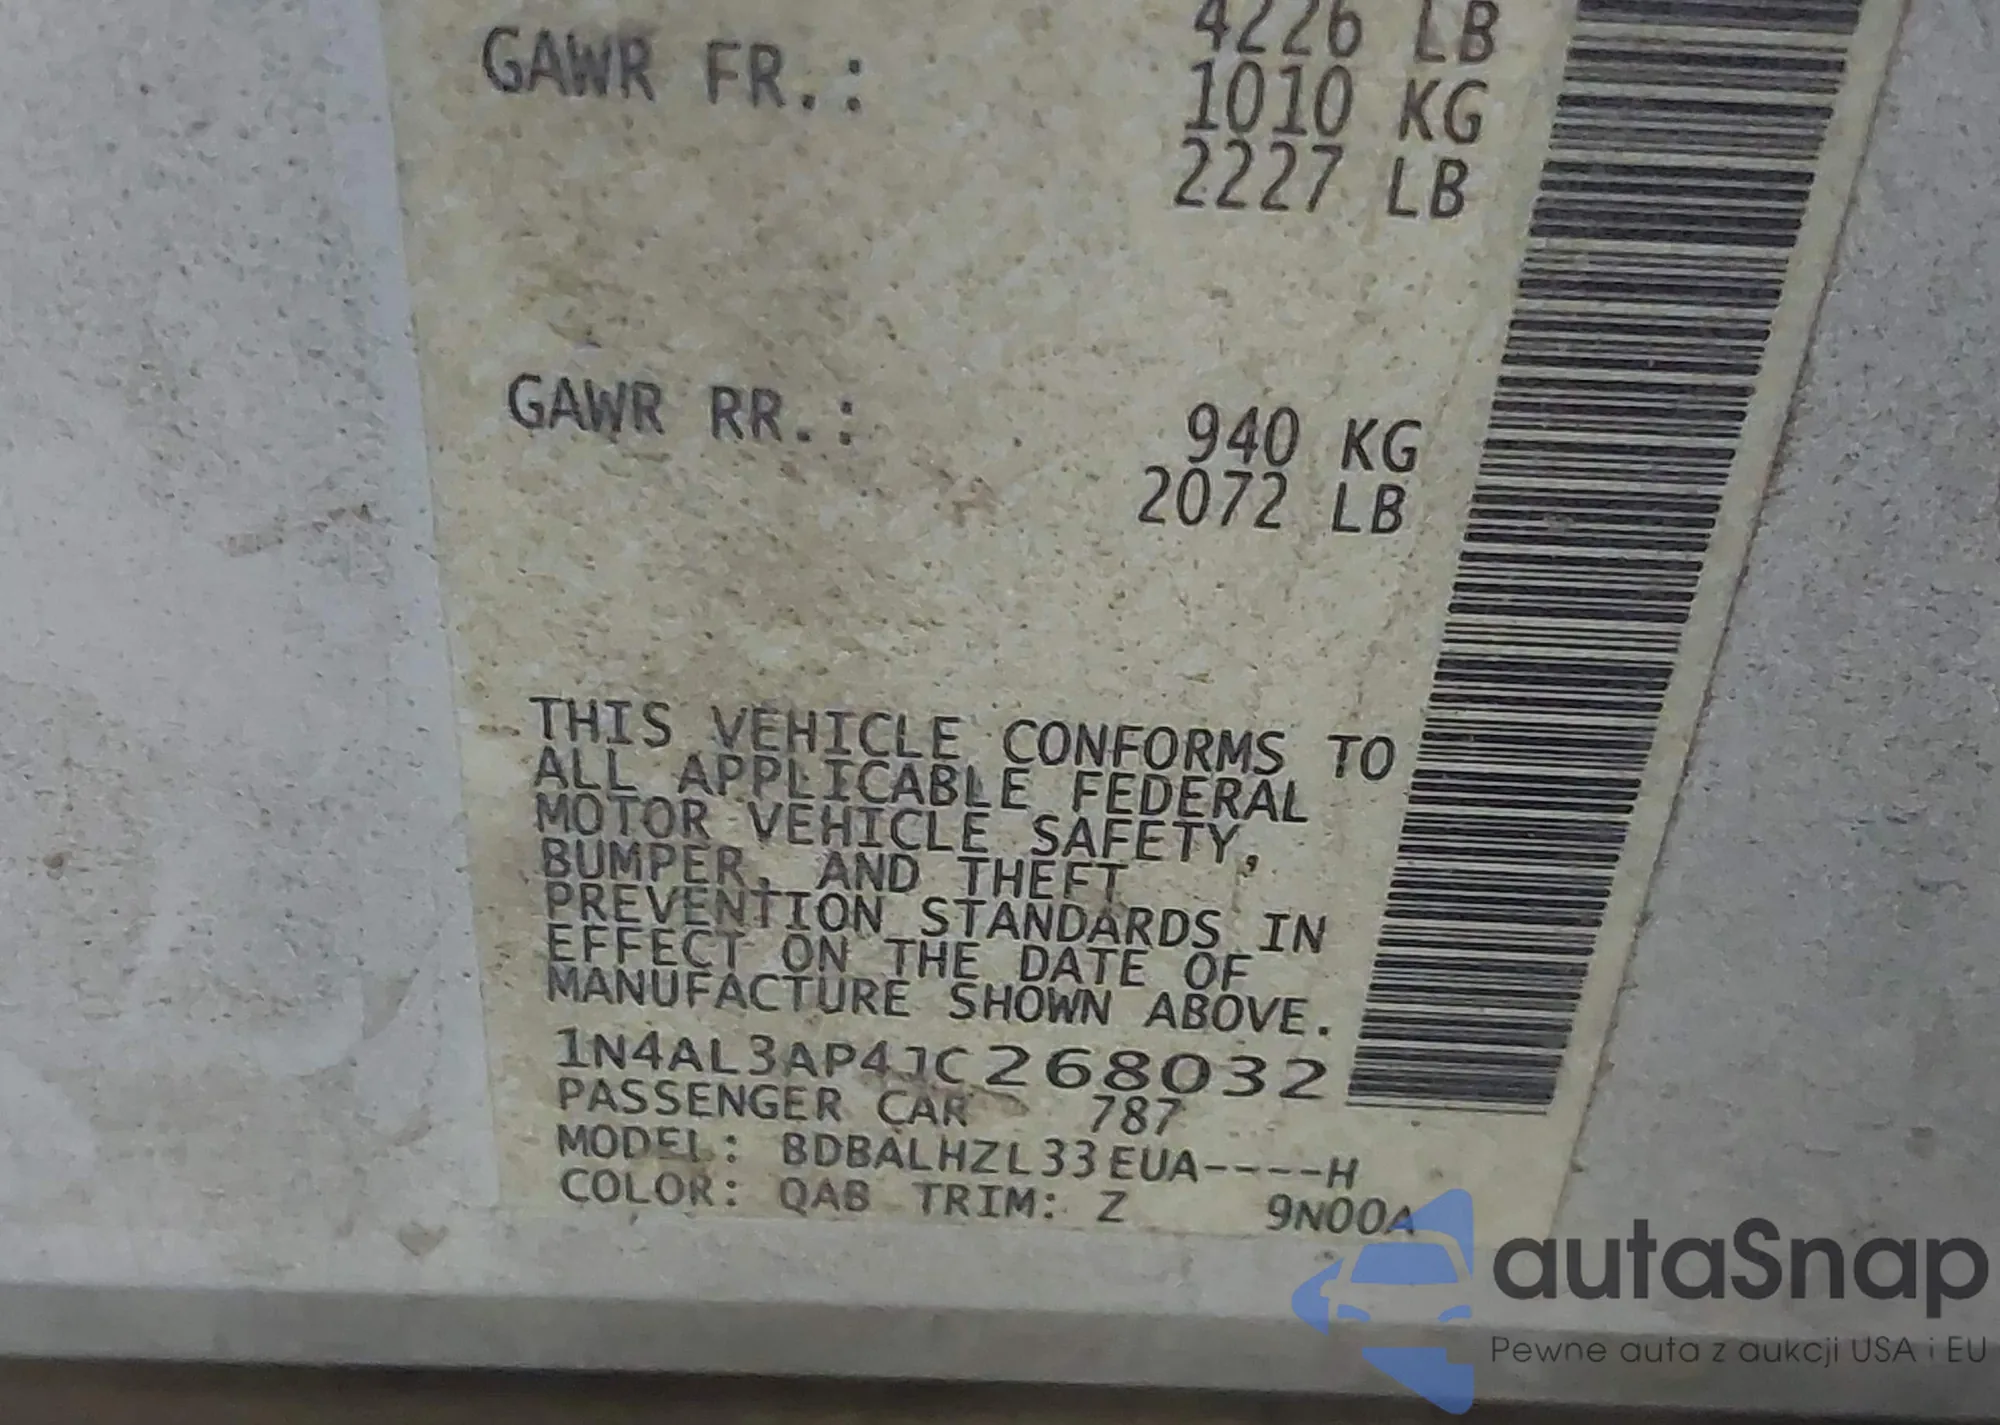 4226 LB
GAWR FR.: 1010 KG
2227 LB
GAWR RR.: 940 KG
2072 LB
THIS VEHICLE CONFORMS TO
ALL APPLICABLE FEDERAL
MOTOR VEHICLE SAFETY,
BUMPER, AND THEFT
PREVENTION STANDARDS IN
EFFECT ON THE DATE OF
MANUFACTURE SHOWN ABOVE.
1N4AL3AP4JC268032
PASSENGER CAR 787
MODEL: BDBALHZL33EUA----H
COLOR: QAB TRIM: Z 9N00A
autaSnap
Pewne auta z aukcji USA i EU